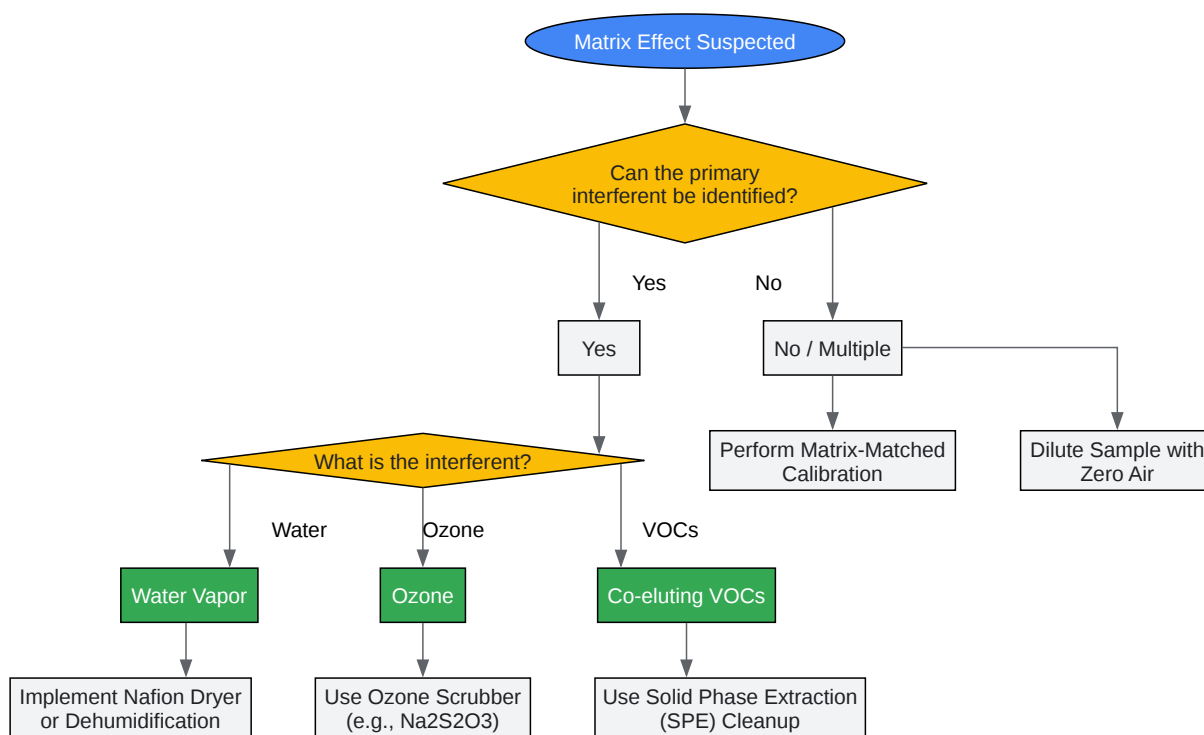 Matrix Effect Suspected
Can the primary
interferent be identified?
Yes
No
Yes
No / Multiple
What is the interferent?
Perform Matrix-Matched
Calibration
Dilute Sample with
Zero Air
Water
Ozone
VOCs
Water Vapor
Ozone
Co-eluting VOCs
Implement Nafion Dryer
or Dehumidification
Use Ozone Scrubber
(e.g., Na2S2O3)
Use Solid Phase Extraction
(SPE) Cleanup